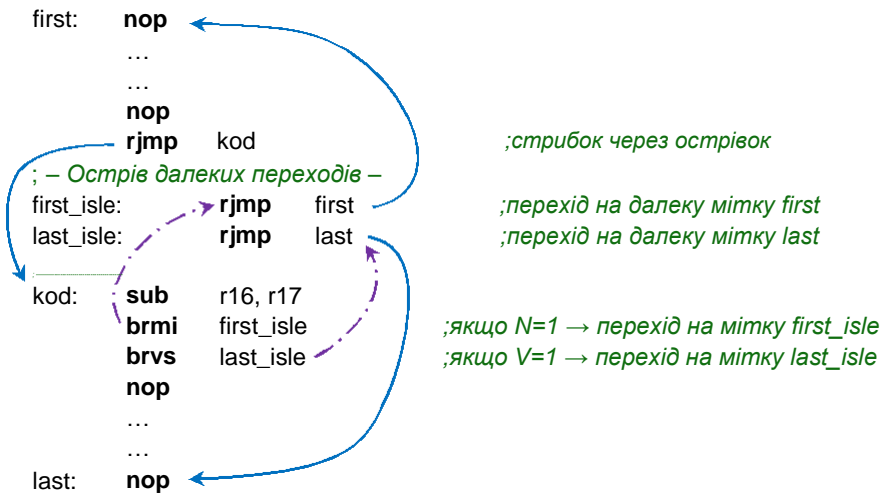 first: nop
…
…
nop
rjmp kod ;стрибок через острівок
; – Острів далеких переходів –
first_isle: rjmp first ;перехід на далеку мітку first
last_isle: rjmp last ;перехід на далеку мітку last
;
kod: sub r16, r17
brmi first_isle ;якщо N=1 → перехід на мітку first_isle
brvs last_isle ;якщо V=1 → перехід на мітку last_isle
nop
…
…
last: nop